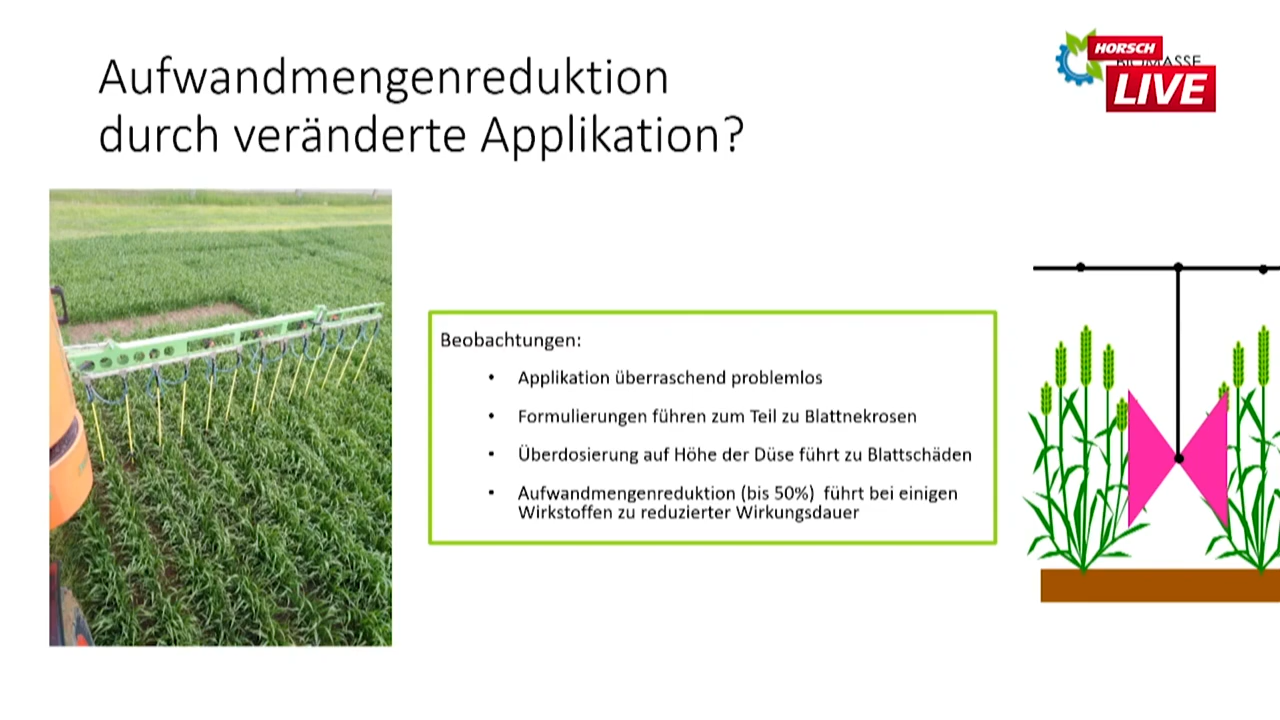 Aufwandmengenreduktion
durch veränderte Applikation?
HORSCH
LIVE
Beobachtungen:
• Applikation überraschend problemlos
• Formulierungen führen zum Teil zu Blattnekrosen
• Überdosierung auf Höhe der Düse führt zu Blattschäden
• Aufwandmengenreduktion (bis 50%) führt bei einigen
Wirkstoffen zu reduzierter Wirkungsdauer